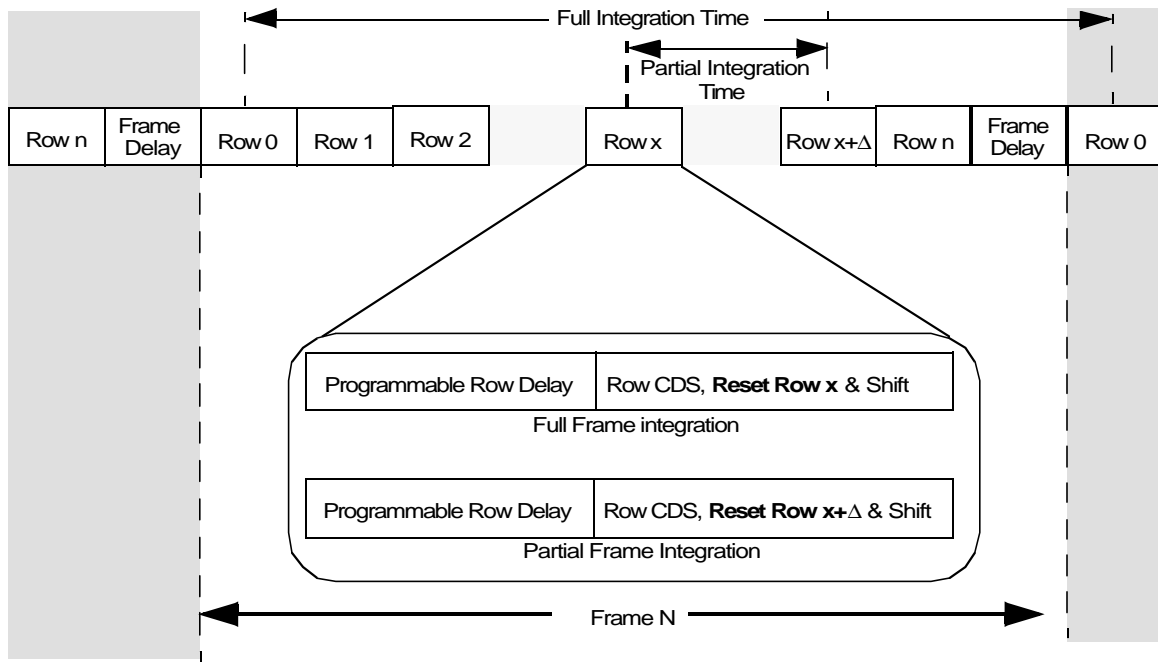 Full Integration Time
Partial Integration
Time
Row n
Frame
Delay
Row 0
Row 1
Row 2
Row x
Row x+Δ
Row n
Frame
Delay
Row 0
Programmable Row Delay
Row CDS, Reset Row x & Shift
Full Frame integration
Programmable Row Delay
Row CDS, Reset Row x+Δ & Shift
Partial Frame Integration
Frame N